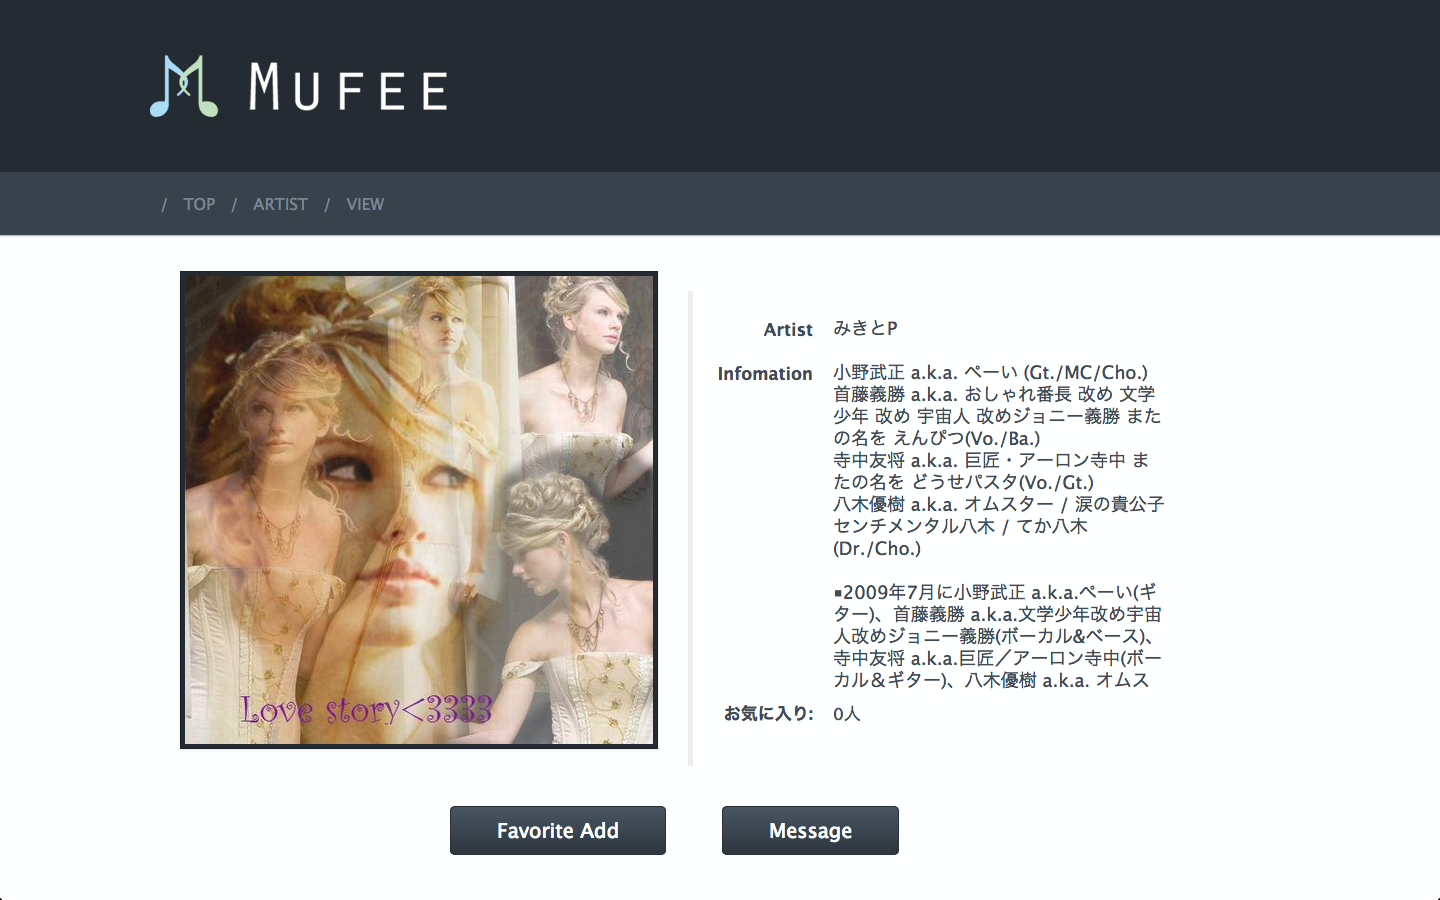 MUFEE
/ TOP / ARTIST / VIEW
Love story<3333
Artist みきとP
Infomation 小野武正 a.k.a. ぺーい (Gt./MC/Cho.)
首藤義勝 a.k.a. おしゃれ番長 改め 文学
少年 改め 宇宙人 改めジョニー義勝 また
の名を えんぴつ(Vo./Ba.)
寺中友将 a.k.a. 巨匠・アーロン寺中 ま
たの名を どうせパスタ(Vo./Gt.)
八木優樹 a.k.a. オムスター / 涙の貴公子
センチメンタル八木 / てか八木
(Dr./Cho.)
▪2009年7月に小野武正 a.k.a.ぺーい(ギ
ター)、首藤義勝 a.k.a.文学少年改め宇宙
人改めジョニー義勝(ボーカル&ベース)、
寺中友将 a.k.a.巨匠／アーロン寺中(ボー
カル＆ギター)、八木優樹 a.k.a. オムス
お気に入り: 0人
Favorite Add
Message